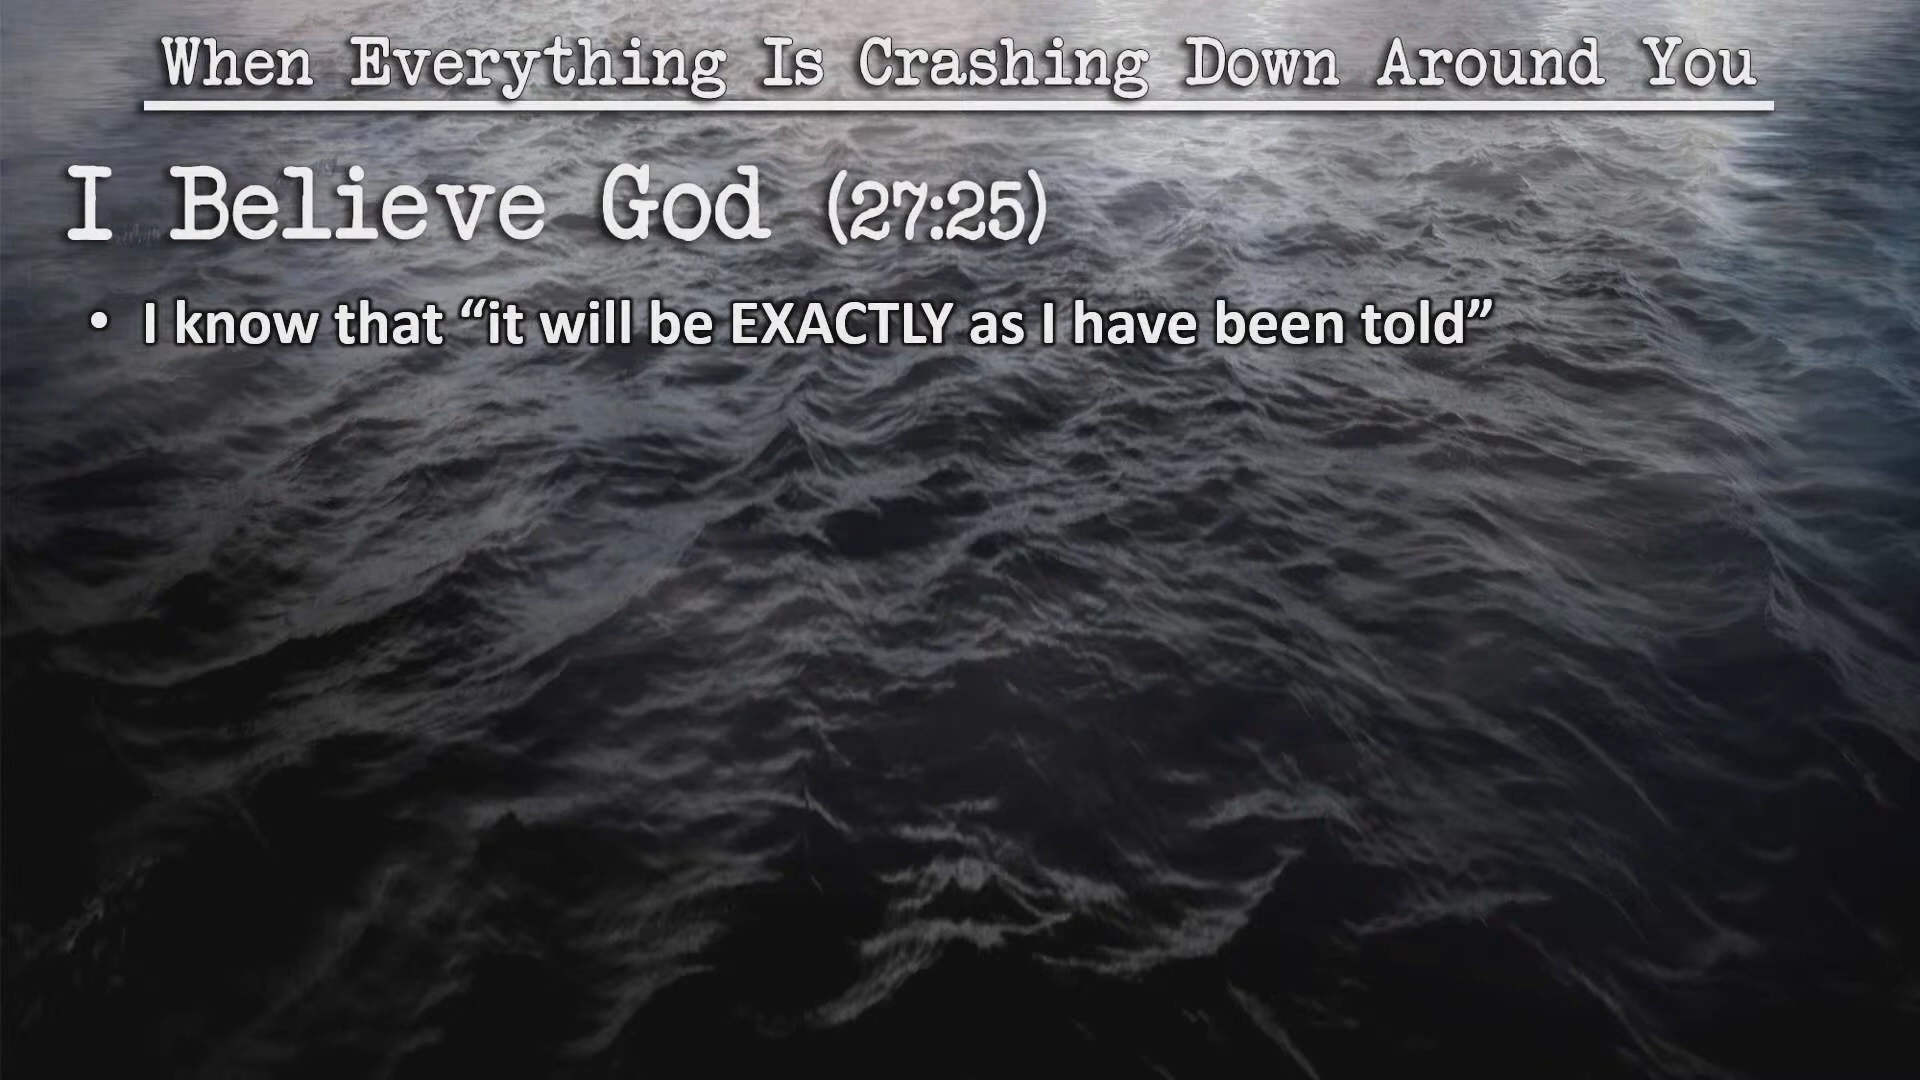 When Everything Is Crashing Down Around You
I Believe God (27:25)
• I know that “it will be EXACTLY as I have been told”